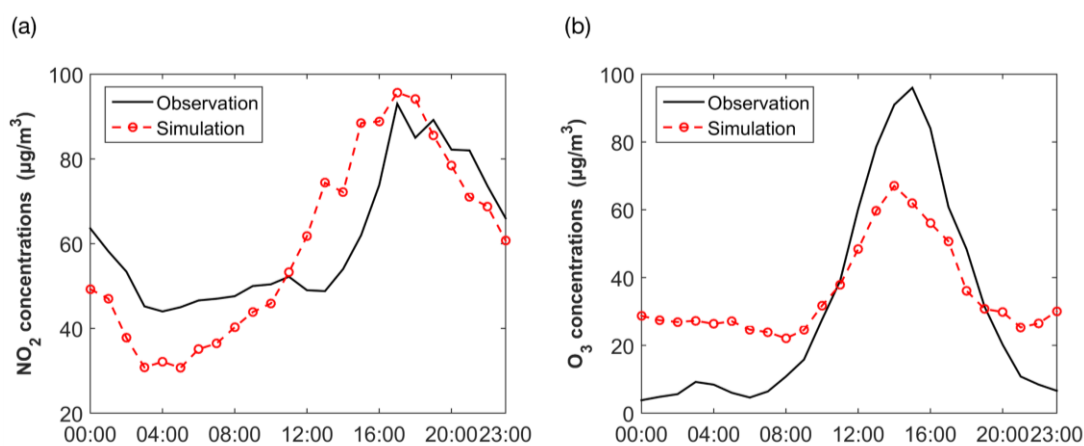 (a)
NO2 concentrations (µg/m³)
100
80
60
40
20
Observation
Simulation
00:00 04:00 08:00 12:00 16:00 20:00 23:00
(b)
O3 concentrations (µg/m³)
100
80
60
40
20
0
Observation
Simulation
00:00 04:00 08:00 12:00 16:00 20:00 23:00